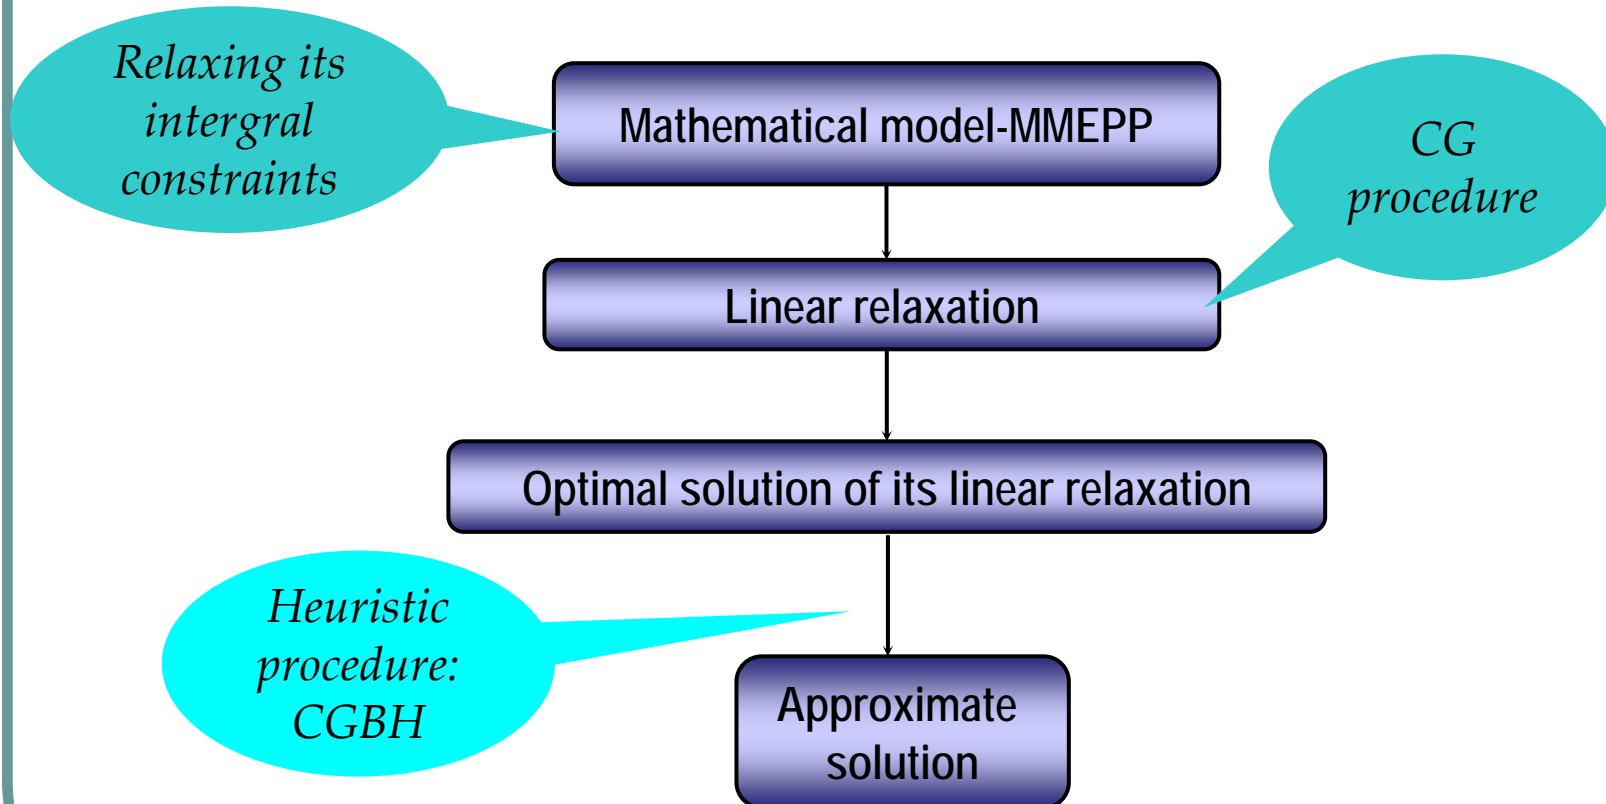 Relaxing its
intergral
constraints
Mathematical model-MMEPP
CG
procedure
Linear relaxation
Optimal solution of its linear relaxation
Heuristic
procedure:
CGBH
Approximate
solution